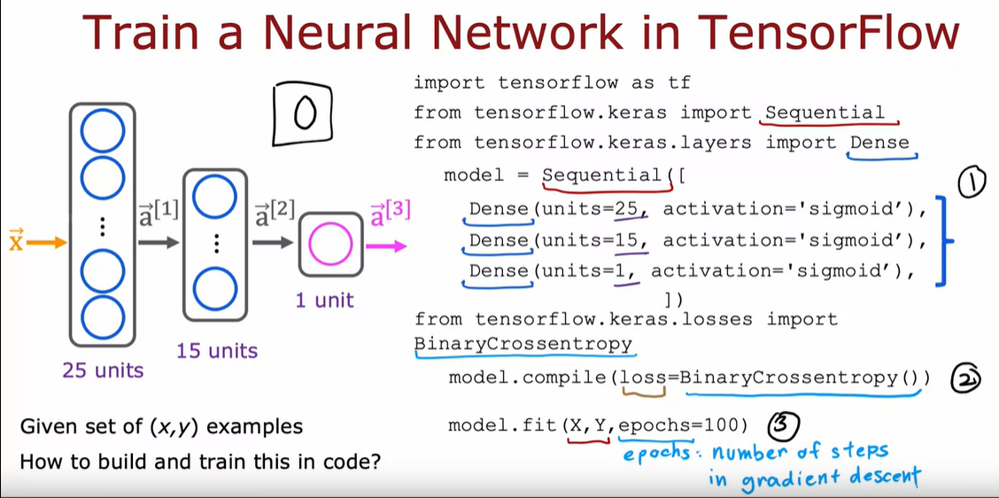 Train a Neural Network in TensorFlow
0
x⃗
a⃗[1]
a⃗[2]
a⃗[3]
25 units
15 units
1 unit
Given set of (x,y) examples
How to build and train this in code?
import tensorflow as tf
from tensorflow.keras import Sequential
from tensorflow.keras.layers import Dense
model = Sequential([
Dense(units=25, activation='sigmoid'),
Dense(units=15, activation='sigmoid'),
Dense(units=1, activation='sigmoid'),
])
1
from tensorflow.keras.losses import
BinaryCrossentropy
model.compile(loss=BinaryCrossentropy()) 2
model.fit(X,Y,epochs=100) 3
epochs: number of steps
in gradient descent